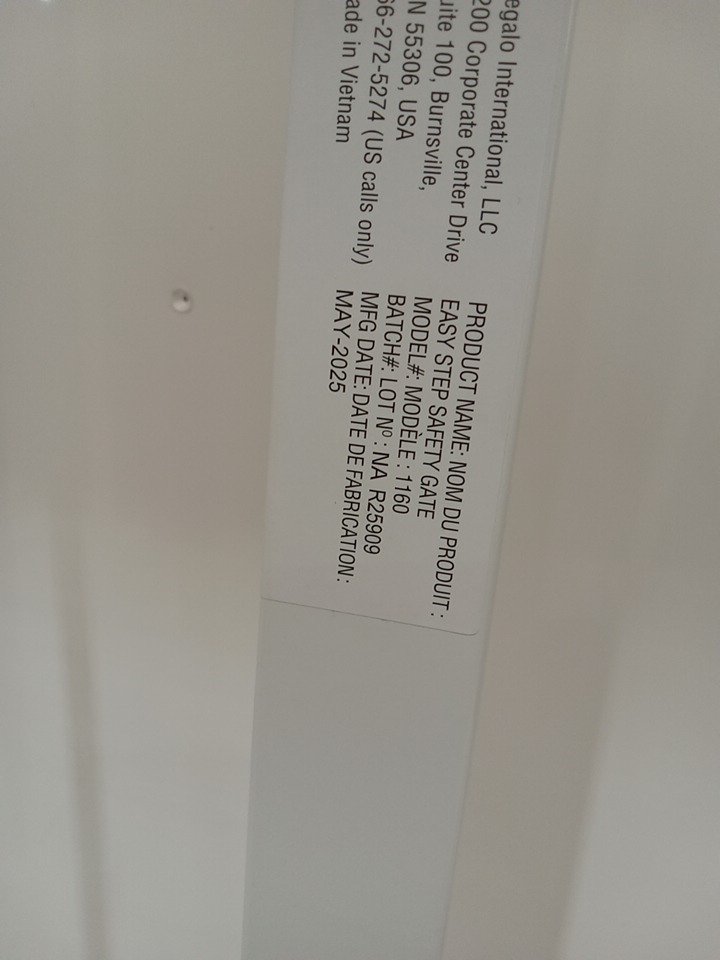 egalo International, LLC
200 Corporate Center Drive
uite 100, Burnsville,
N 55306, USA
66-272-5274 (US calls only)
ade in Vietnam
PRODUCT NAME: NOM DU PRODUIT :
EASY STEP SAFETY GATE
MODEL#: MODÈLE : 1160
BATCH#: LOT Nº : NA R25909
MFG DATE: DATE DE FABRICATION:
MAY-2025